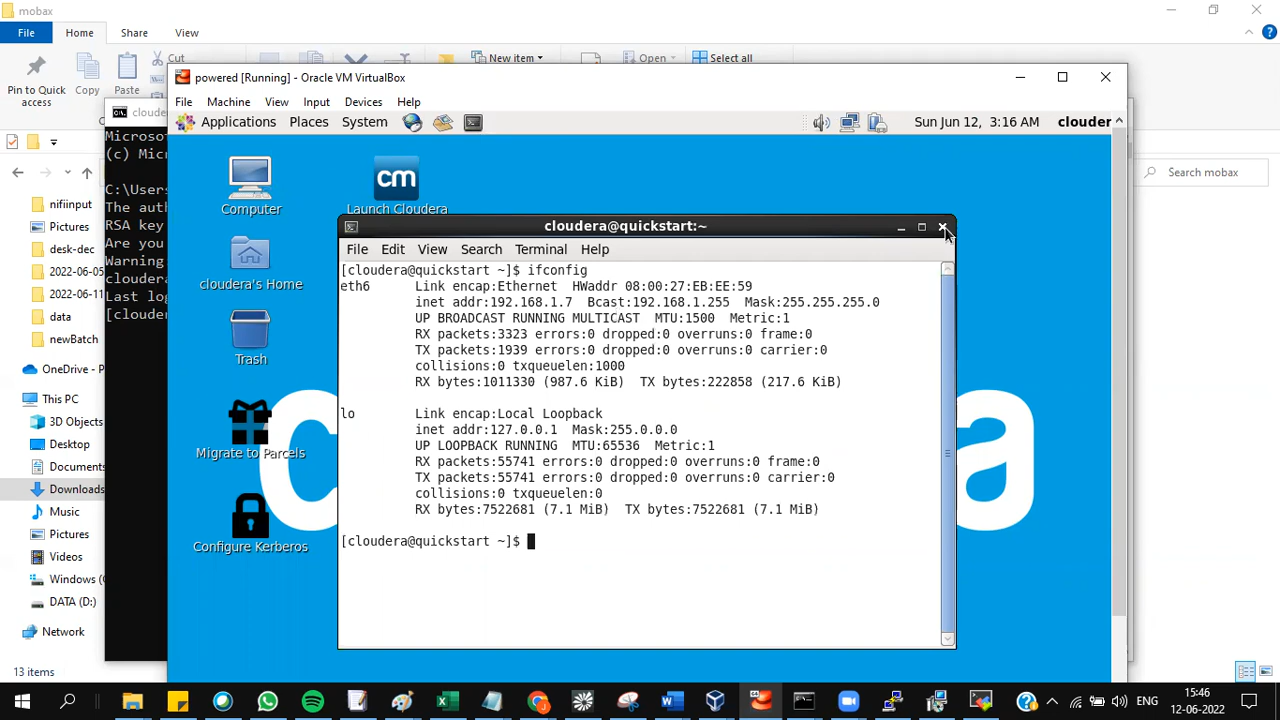 mobax
File
Home
Share
View
Pin to Quick access
Copy
Paste
Cut
New item
Open
Select all
Search mobax
powered [Running] - Oracle VM VirtualBox
File Machine View Input Devices Help
Applications Places System
Sun Jun 12, 3:16 AM
clouder
Microsof
(c) Micr
C:\Users
The auth
RSA key
Are you
Warning
cloudera
Last log
[clouder
Computer
Launch Cloudera
cloudera's Home
Trash
Migrate to Parcels
Configure Kerberos
cloudera@quickstart:~
File Edit View Search Terminal Help
[cloudera@quickstart ~]$ ifconfig
eth6 Link encap:Ethernet HWaddr 08:00:27:EB:EE:59
inet addr:192.168.1.7 Bcast:192.168.1.255 Mask:255.255.255.0
UP BROADCAST RUNNING MULTICAST MTU:1500 Metric:1
RX packets:3323 errors:0 dropped:0 overruns:0 frame:0
TX packets:1939 errors:0 dropped:0 overruns:0 carrier:0
collisions:0 txqueuelen:1000
RX bytes:1011330 (987.6 KiB) TX bytes:222858 (217.6 KiB)
lo Link encap:Local Loopback
inet addr:127.0.0.1 Mask:255.0.0.0
UP LOOPBACK RUNNING MTU:65536 Metric:1
RX packets:55741 errors:0 dropped:0 overruns:0 frame:0
TX packets:55741 errors:0 dropped:0 overruns:0 carrier:0
collisions:0 txqueuelen:0
RX bytes:7522681 (7.1 MiB) TX bytes:7522681 (7.1 MiB)
[cloudera@quickstart ~]$
nifiinput
Pictures
desk-dec
2022-06-05
2022-06-11
data
newBatch
OneDrive - Pe
This PC
3D Objects
Desktop
Documents
Downloads
Music
Pictures
Videos
Windows (
DATA (D:)
Network
13 items
ENG
15:46
12-06-2022